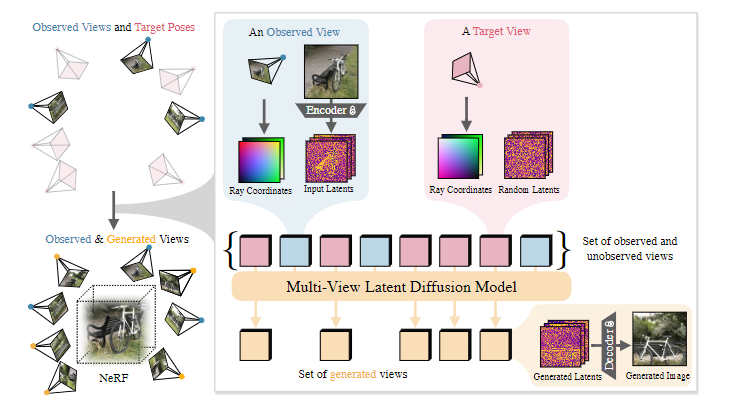 Observed Views and Target Poses
An Observed View
A Target View
Encoder
Ray Coordinates
Input Latents
Ray Coordinates
Random Latents
Observed & Generated Views
Set of observed and
unobserved views
Multi-View Latent Diffusion Model
NeRF
Set of generated views
Decoder
Generated Latents
Generated Image